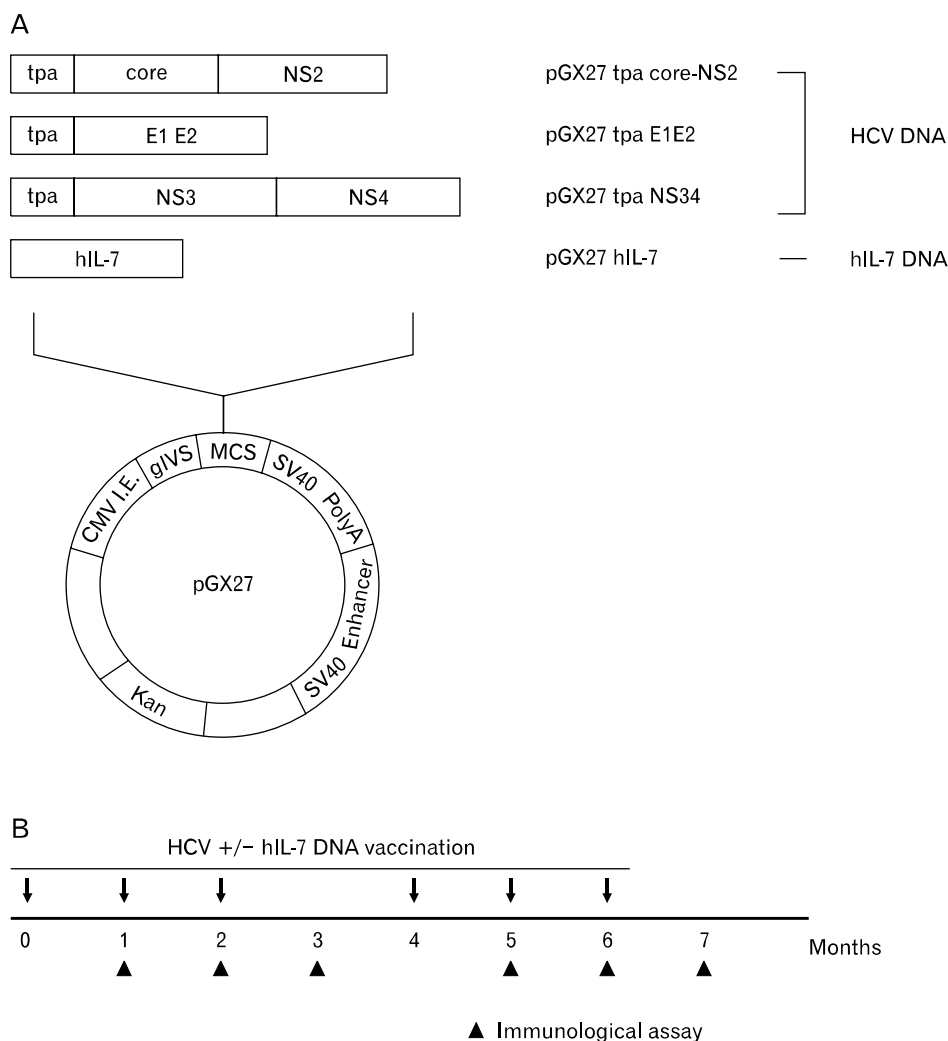 A
tpa core NS2 pGX27 tpa core-NS2
tpa E1 E2 pGX27 tpa E1E2 HCV DNA
tpa NS3 NS4 pGX27 tpa NS34
hIL-7 pGX27 hIL-7 — hIL-7 DNA
CMV I.E. gIVS MCS SV40 PolyA
pGX27
SV40 Enhancer
Kan
B
HCV +/− hIL-7 DNA vaccination
0 1 2 3 4 5 6 7 Months
▲ Immunological assay